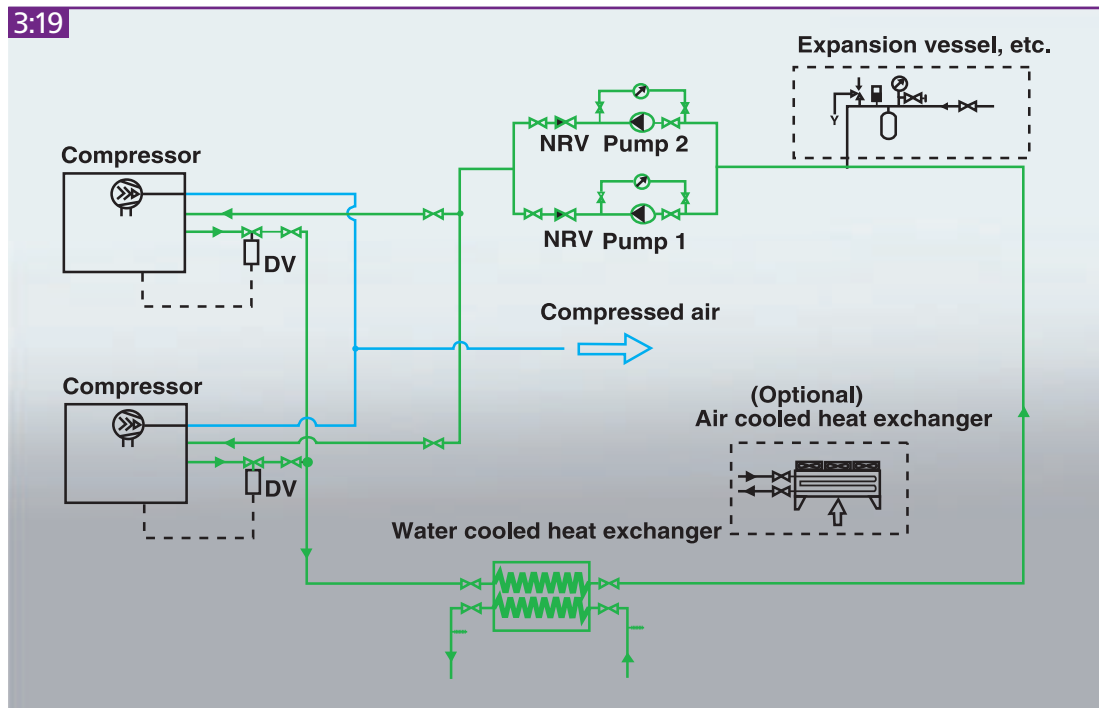 3:19
Expansion vessel, etc.
Y
NRV Pump 2
Compressor
NRV Pump 1
DV
Compressed air
Compressor
(Optional)
Air cooled heat exchanger
DV
Water cooled heat exchanger